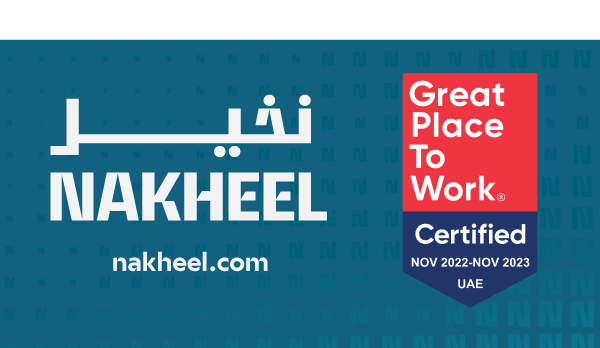 نخيل
NAKHEEL
nakheel.com
Great
Place
To
Work®
Certified
NOV 2022-NOV 2023
UAE